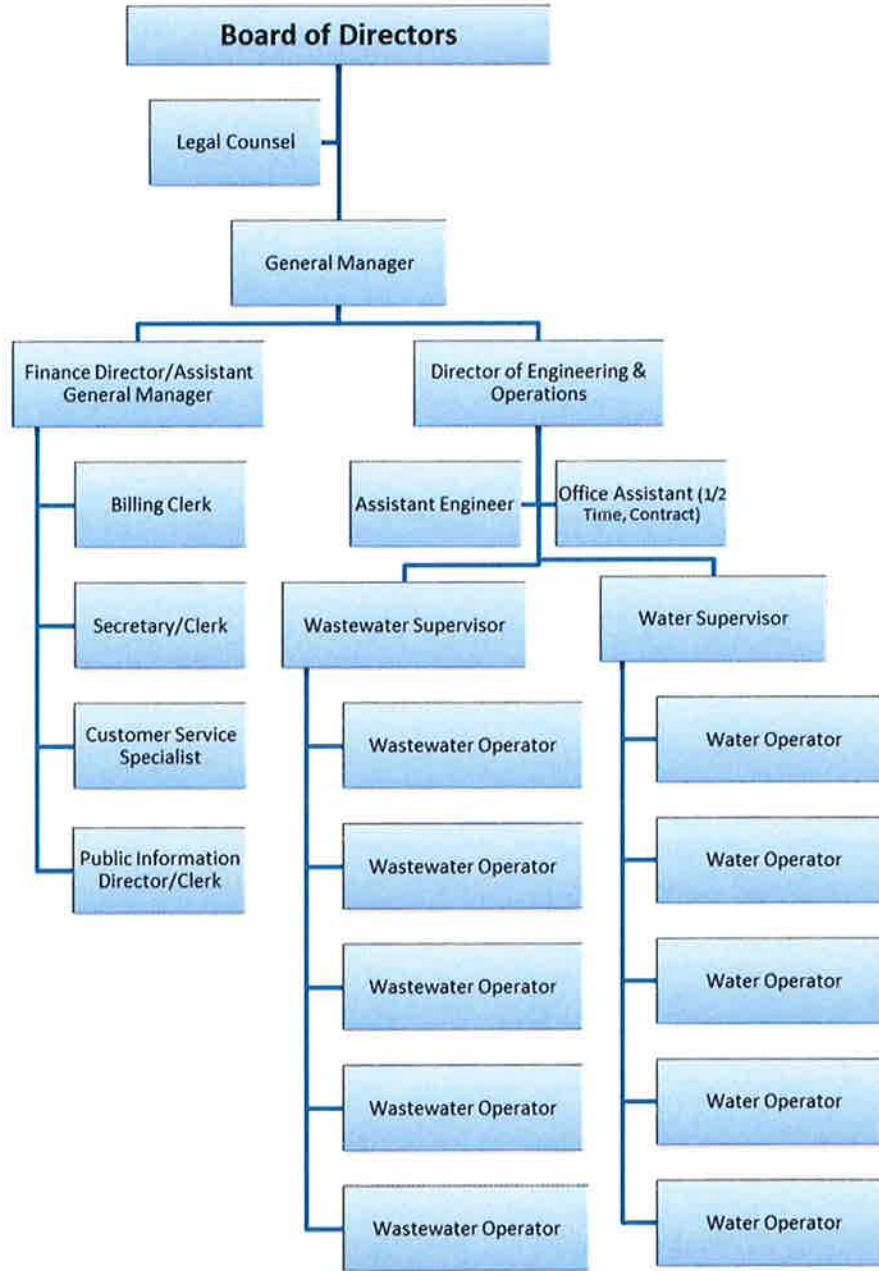 Board of Directors
Legal Counsel
General Manager
Finance Director/Assistant
General Manager
Director of Engineering &
Operations
Billing Clerk
Assistant Engineer
Office Assistant (1/2
Time, Contract)
Secretary/Clerk
Wastewater Supervisor
Water Supervisor
Customer Service
Specialist
Public Information
Director/Clerk
Wastewater Operator
Wastewater Operator
Wastewater Operator
Wastewater Operator
Wastewater Operator
Water Operator
Water Operator
Water Operator
Water Operator
Water Operator